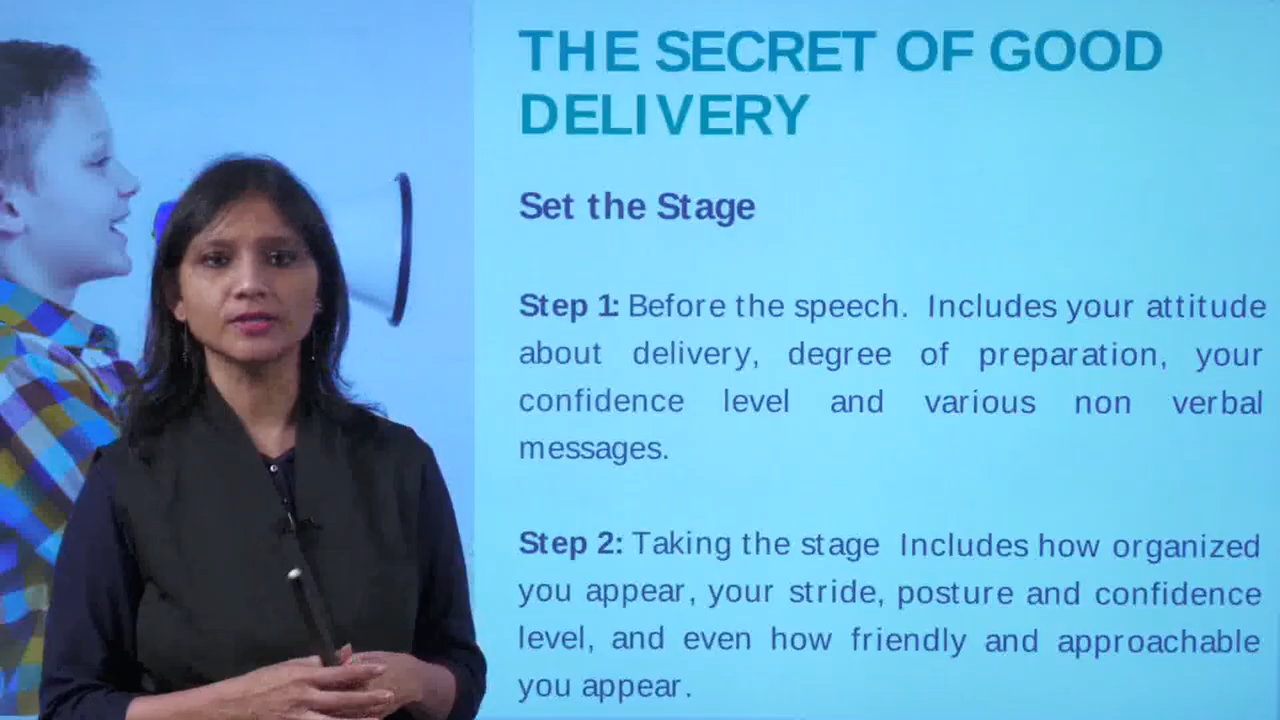 THE SECRET OF GOOD
DELIVERY
Set the Stage
Step 1: Before the speech. Includes your attitude
about delivery, degree of preparation, your
confidence level and various non verbal
messages.
Step 2: Taking the stage Includes how organized
you appear, your stride, posture and confidence
level, and even how friendly and approachable
you appear.